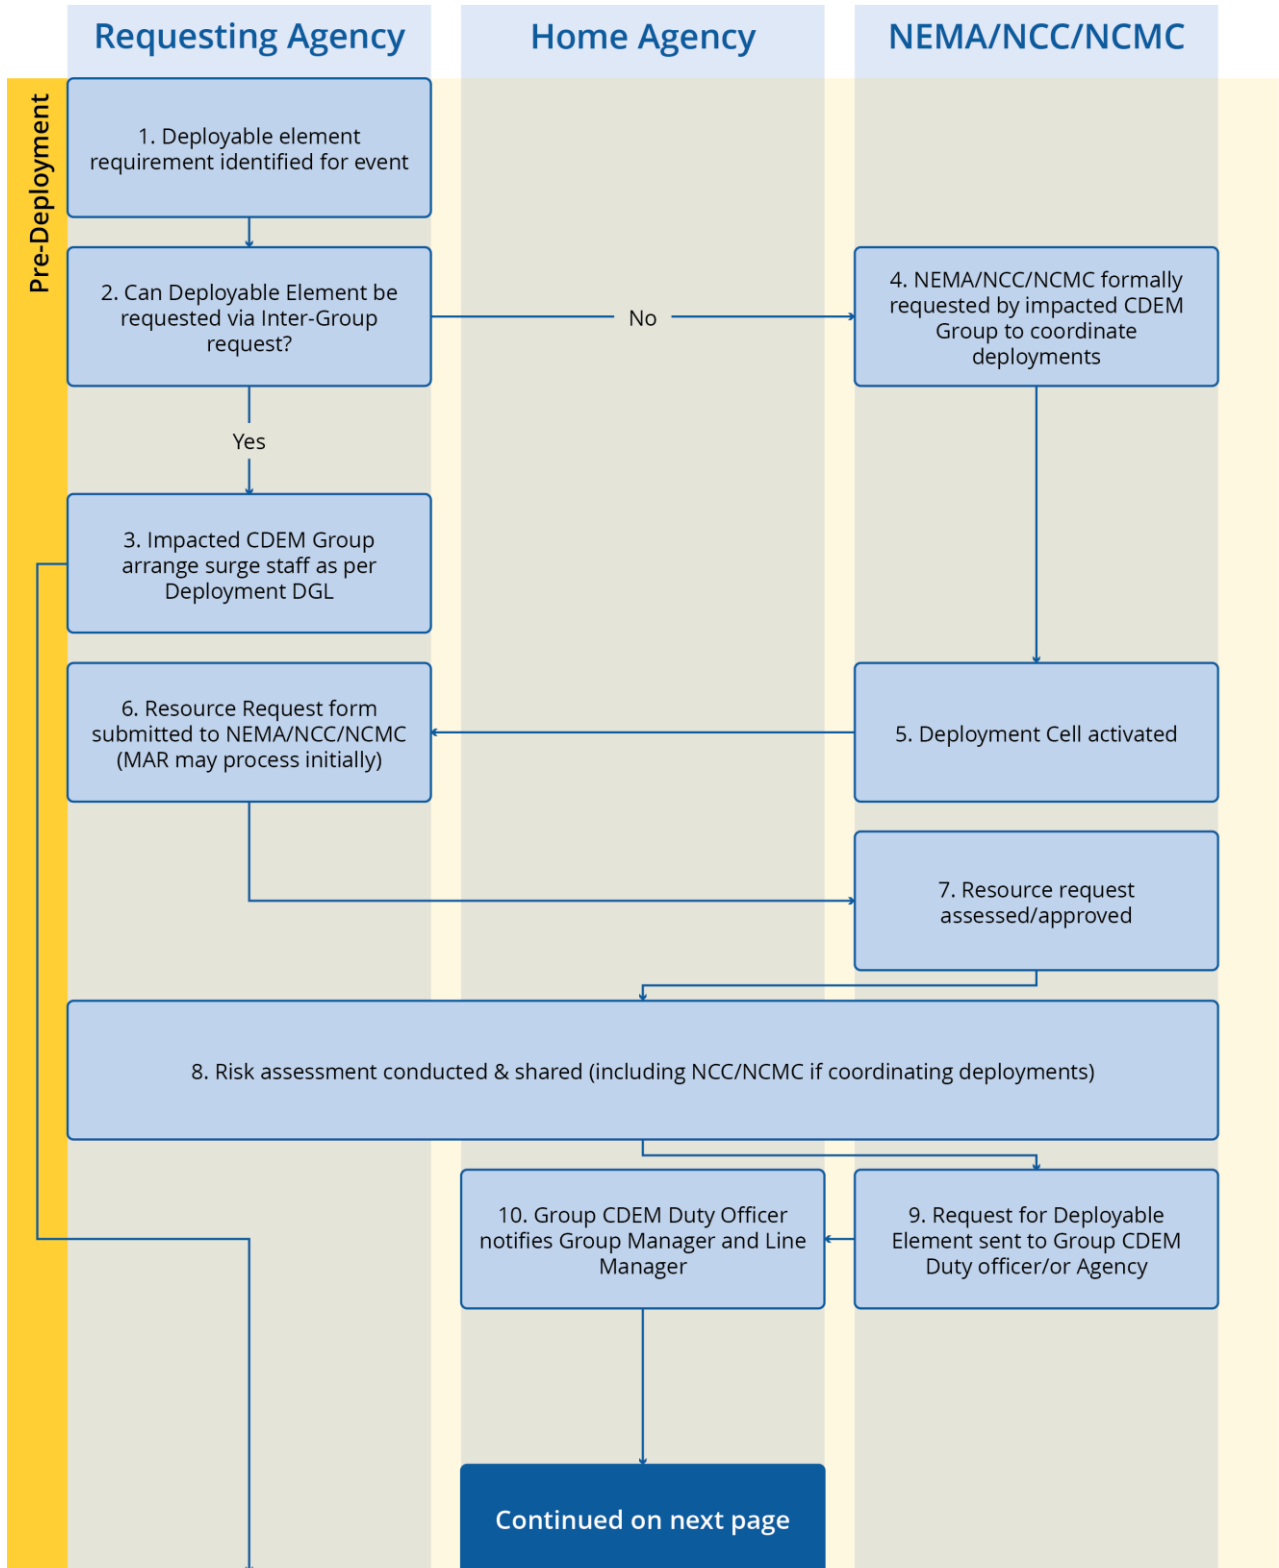 Requesting Agency
Home Agency
NEMA/NCC/NCMC
Pre-Deployment
1. Deployable element
requirement identified for event
2. Can Deployable Element be
requested via Inter-Group
request?
No
4. NEMA/NCC/NCMC formally
requested by impacted CDEM
Group to coordinate
deployments
Yes
3. Impacted CDEM Group
arrange surge staff as per
Deployment DGL
6. Resource Request form
submitted to NEMA/NCC/NCMC
(MAR may process initially)
5. Deployment Cell activated
7. Resource request
assessed/approved
8. Risk assessment conducted & shared (including NCC/NCMC if coordinating deployments)
10. Group CDEM Duty Officer
notifies Group Manager and Line
Manager
9. Request for Deployable
Element sent to Group CDEM
Duty officer/or Agency
Continued on next page